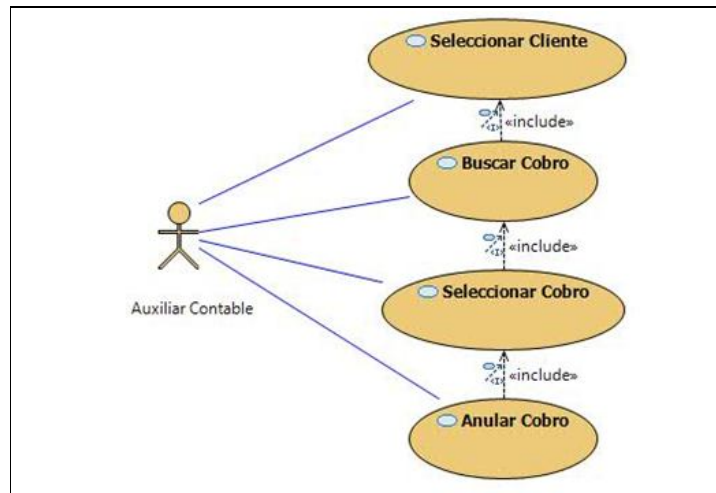 Seleccionar Cliente
«include»
Buscar Cobro
«include»
Seleccionar Cobro
Auxiliar Contable
«include»
Anular Cobro